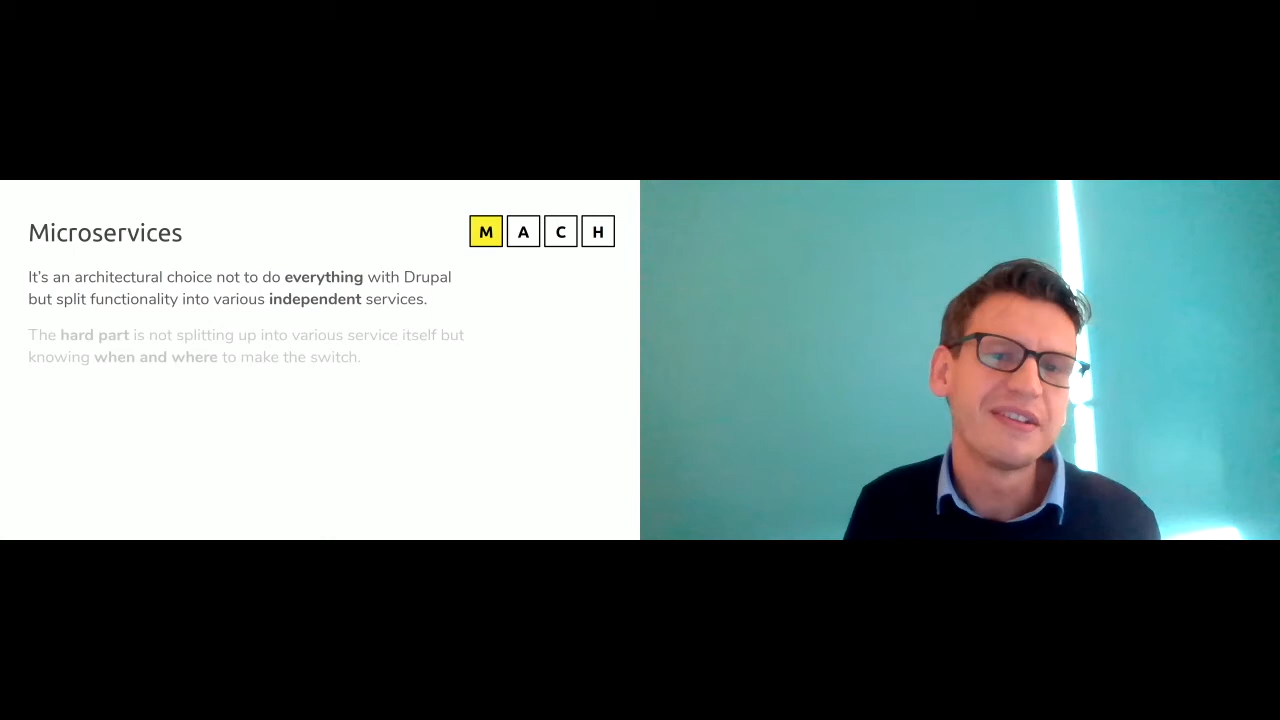 Microservices
M A C H
It's an architectural choice not to do everything with Drupal
but split functionality into various independent services.
The hard part is not splitting up into various service itself but
knowing when and where to make the switch.